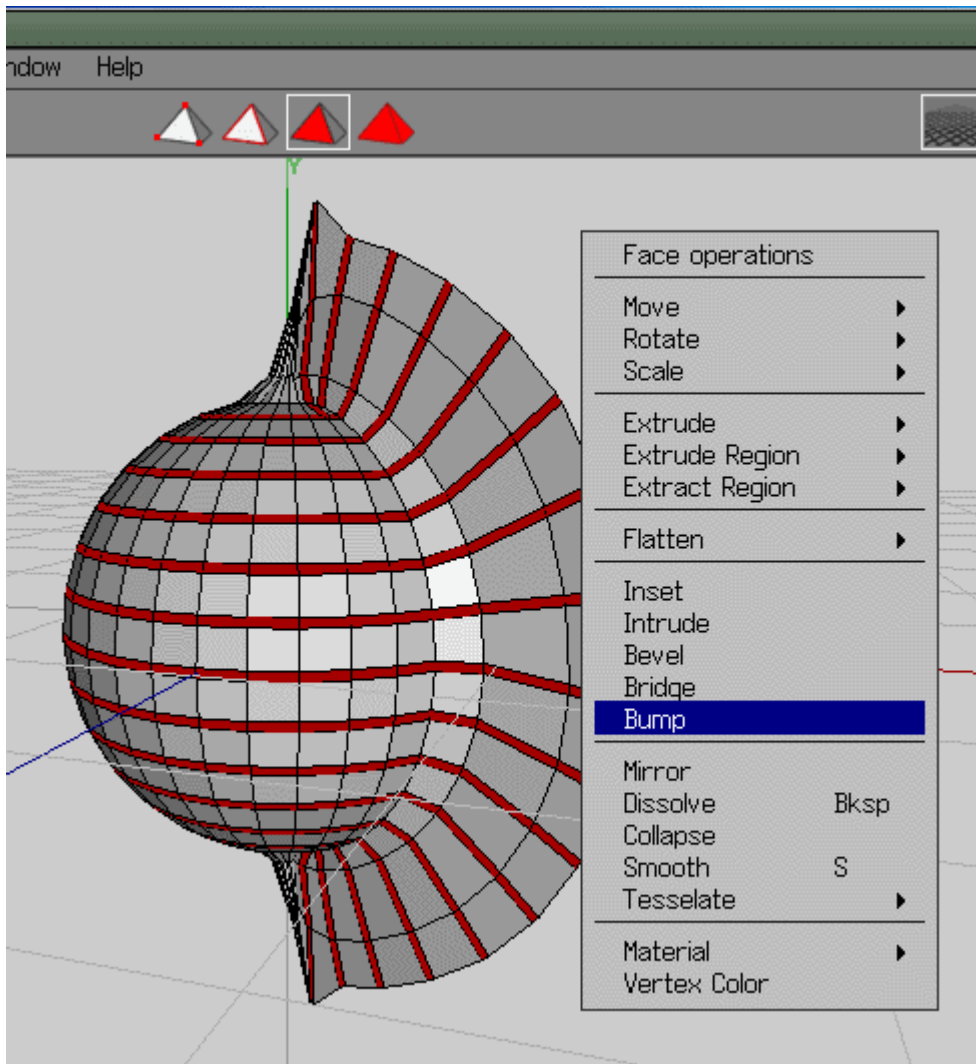 ndow Help
Y
Face operations
Move
Rotate
Scale
Extrude
Extrude Region
Extract Region
Flatten
Inset
Intrude
Bevel
Bridge
Bump
Mirror
Dissolve Bksp
Collapse
Smooth S
Tesselate
Material
Vertex Color